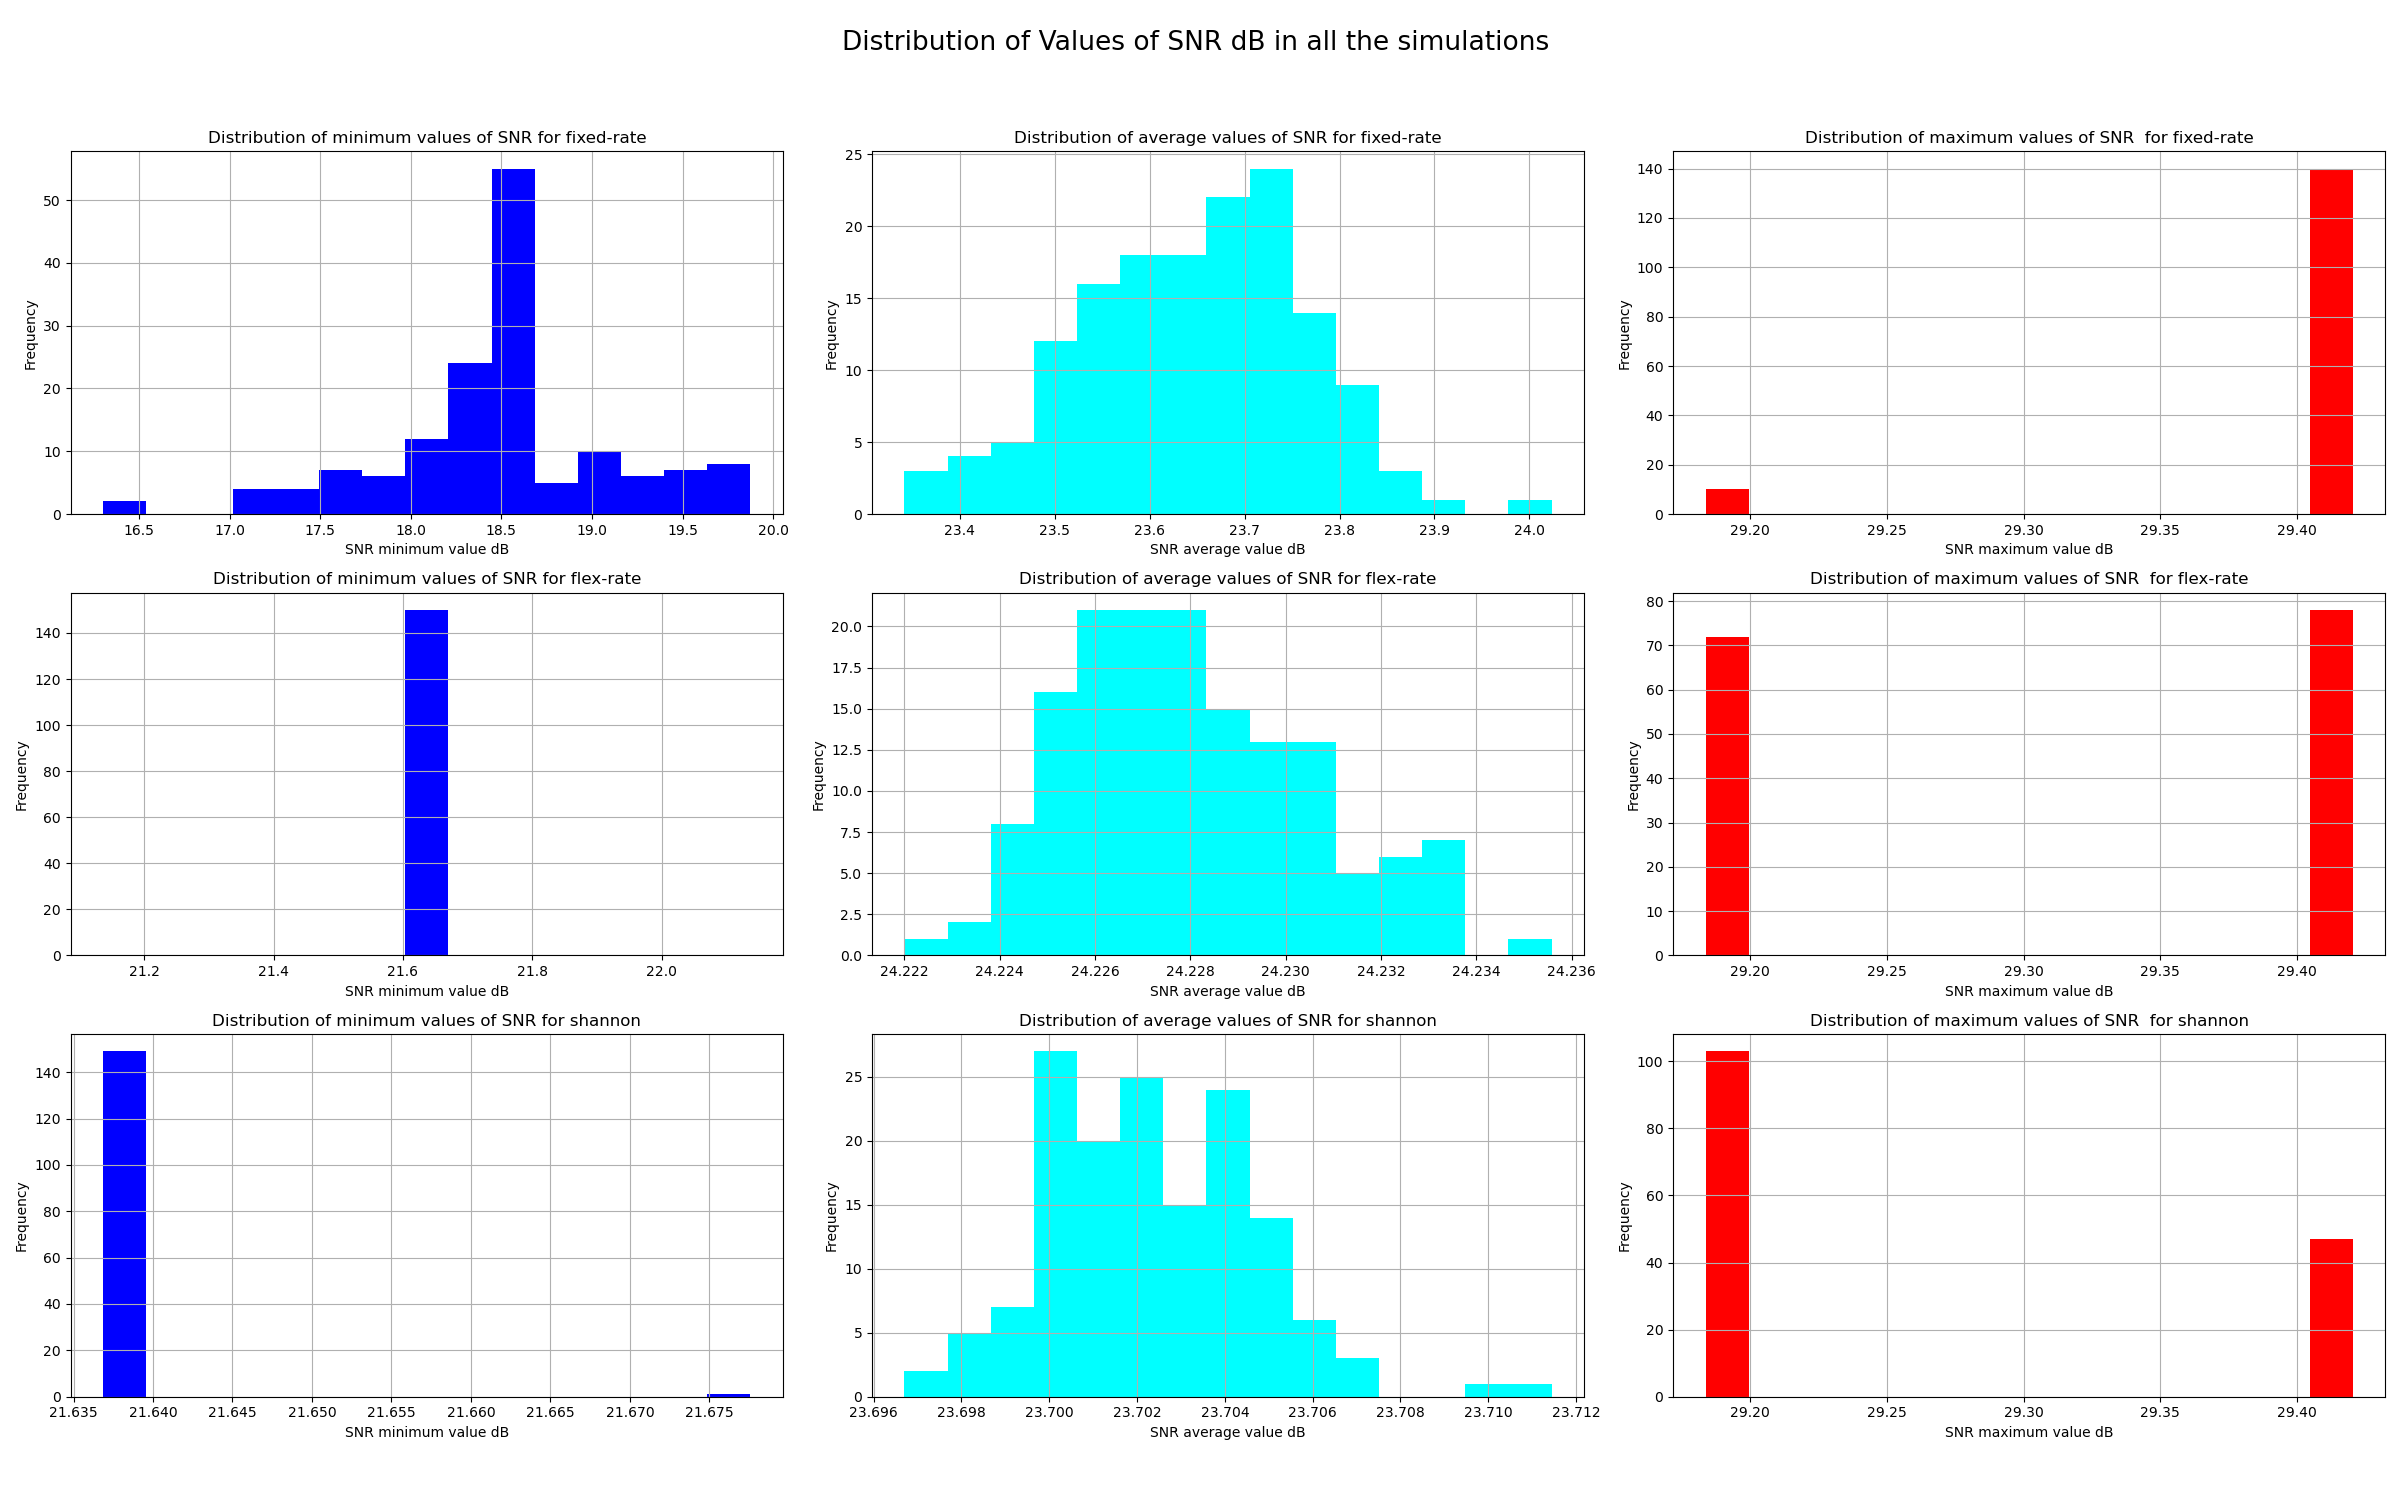 Distribution of Values of SNR dB in all the simulations
Distribution of minimum values of SNR for fixed-rate
Frequency
50
40
30
20
10
0
16.5 17.0 17.5 18.0 18.5 19.0 19.5 20.0
SNR minimum value dB
Distribution of average values of SNR for fixed-rate
Frequency
25
20
15
10
5
0
23.4 23.5 23.6 23.7 23.8 23.9 24.0
SNR average value dB
Distribution of maximum values of SNR  for fixed-rate
Frequency
140
120
100
80
60
40
20
0
29.20 29.25 29.30 29.35 29.40
SNR maximum value dB
Distribution of minimum values of SNR for flex-rate
Frequency
140
120
100
80
60
40
20
0
21.2 21.4 21.6 21.8 22.0
SNR minimum value dB
Distribution of average values of SNR for flex-rate
Frequency
20.0
17.5
15.0
12.5
10.0
7.5
5.0
2.5
0.0
24.222 24.224 24.226 24.228 24.230 24.232 24.234 24.236
SNR average value dB
Distribution of maximum values of SNR  for flex-rate
Frequency
80
70
60
50
40
30
20
10
0
29.20 29.25 29.30 29.35 29.40
SNR maximum value dB
Distribution of minimum values of SNR for shannon
Frequency
140
120
100
80
60
40
20
0
21.635 21.640 21.645 21.650 21.655 21.660 21.665 21.670 21.675
SNR minimum value dB
Distribution of average values of SNR for shannon
Frequency
25
20
15
10
5
0
23.696 23.698 23.700 23.702 23.704 23.706 23.708 23.710 23.712
SNR average value dB
Distribution of maximum values of SNR  for shannon
Frequency
100
80
60
40
20
0
29.20 29.25 29.30 29.35 29.40
SNR maximum value dB